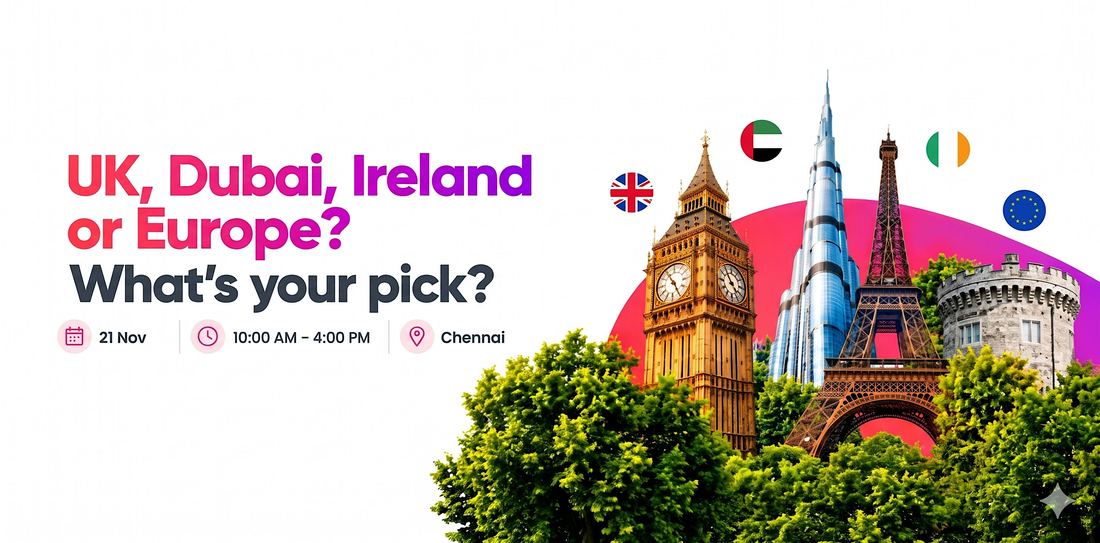 UK, Dubai, Ireland
or Europe?
What's your pick?
21 Nov
10:00 AM - 4:00 PM
Chennai